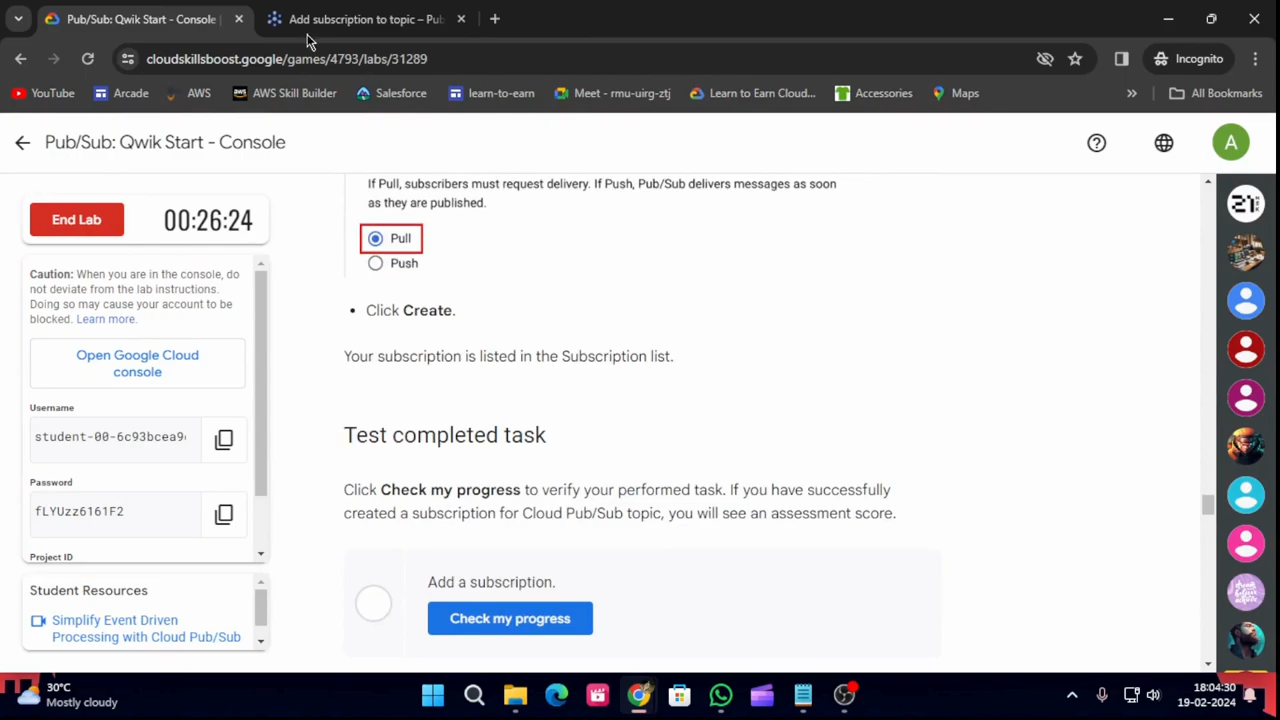 Pub/Sub: Qwik Start - Console
Add subscription to topic – Pub
cloudskillsboost.google/games/4793/labs/31289
Incognito
YouTube
Arcade
AWS
AWS Skill Builder
Salesforce
learn-to-earn
Meet - rmu-uirg-ztj
Learn to Earn Cloud...
Accessories
Maps
All Bookmarks
Pub/Sub: Qwik Start - Console
A
End Lab
00:26:24
Caution: When you are in the console, do
not deviate from the lab instructions.
Doing so may cause your account to be
blocked. Learn more.
Open Google Cloud
console
Username
student-00-6c93bcea9
Password
fLYUzz6161F2
Project ID
Student Resources
Simplify Event Driven
Processing with Cloud Pub/Sub
If Pull, subscribers must request delivery. If Push, Pub/Sub delivers messages as soon
as they are published.
Pull
Push
• Click Create.
Your subscription is listed in the Subscription list.
Test completed task
Click Check my progress to verify your performed task. If you have successfully
created a subscription for Cloud Pub/Sub topic, you will see an assessment score.
Add a subscription.
Check my progress
21
30°C
Mostly cloudy
18:04:30
19-02-2024